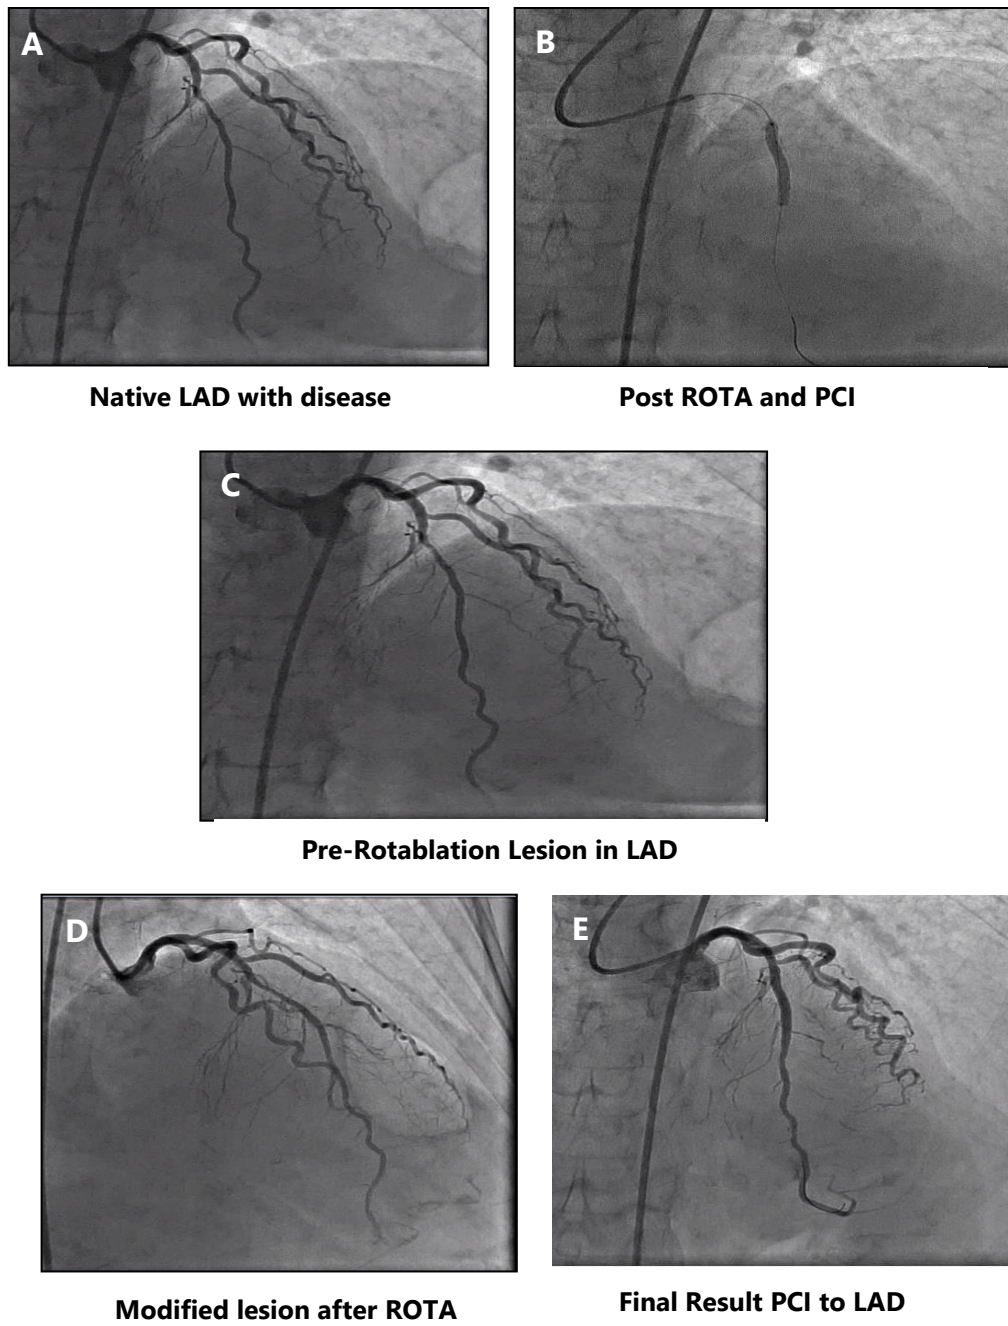 A
B
Native LAD with disease
Post ROTA and PCI
C
Pre-Rotablation Lesion in LAD
D
E
Modified lesion after ROTA
Final Result PCI to LAD